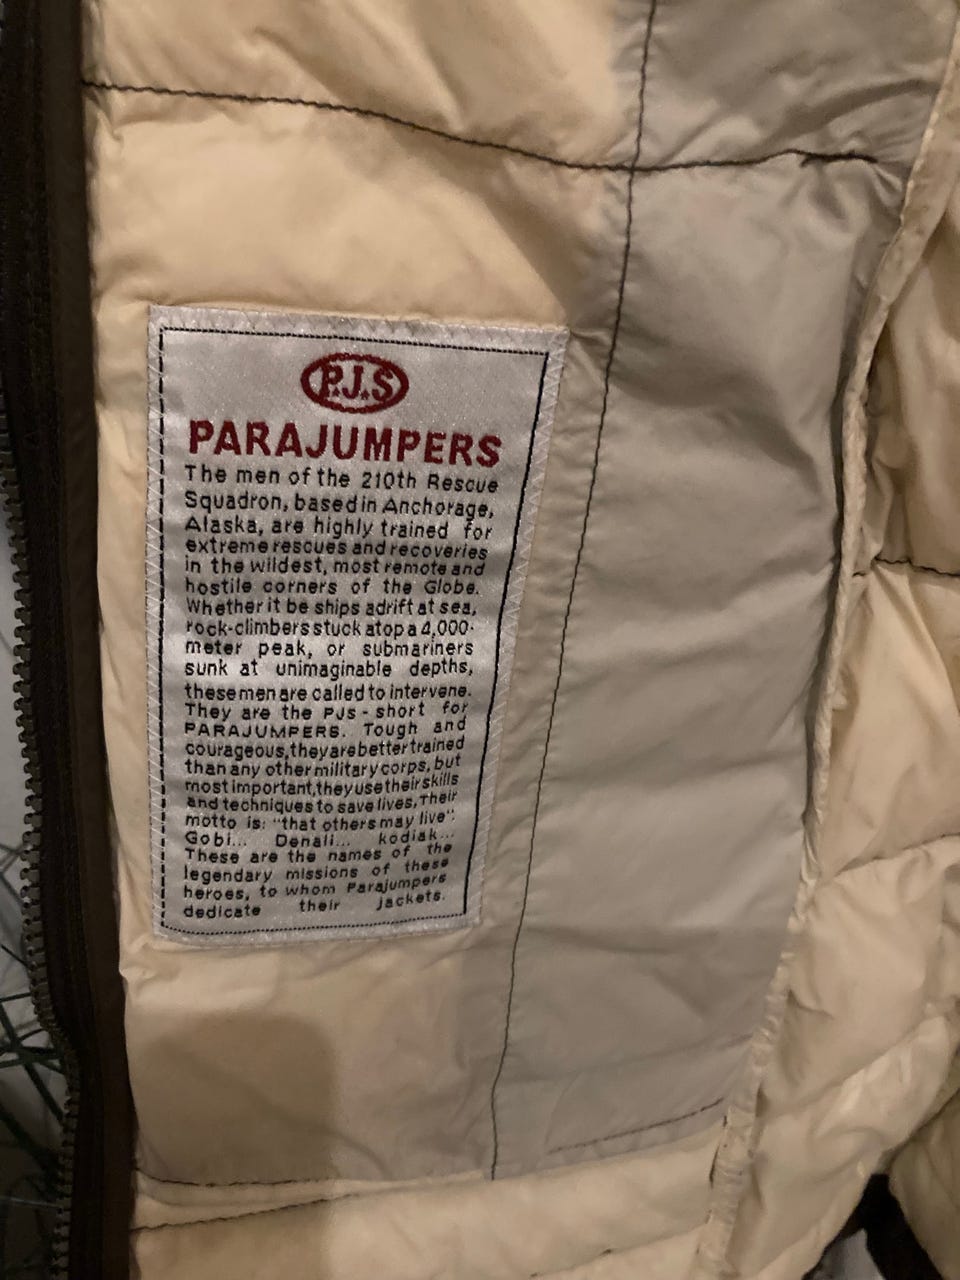 P.J.S
PARAJUMPERS
The men of the 210th Rescue
Squadron, based in Anchorage,
Alaska, are highly trained for
extreme rescues and recoveries
in the wildest, most remote and
hostile corners of the Globe.
Whether it be ships adrift at sea,
rock-climbers stuck atop a 4,000-
meter peak, or submariners
sunk at unimaginable depths,
these men are called to intervene.
They are the PJs - short for
PARAJUMPERS. Tough and
courageous, they are better trained
than any other military corps, but
most important, they use their skills
and techniques to save lives, Their
motto is: "that others may live".
Gobi... Denali... kodiak...
These are the names of the
legendary missions of these
heroes, to whom Parajumpers
dedicate their jackets.